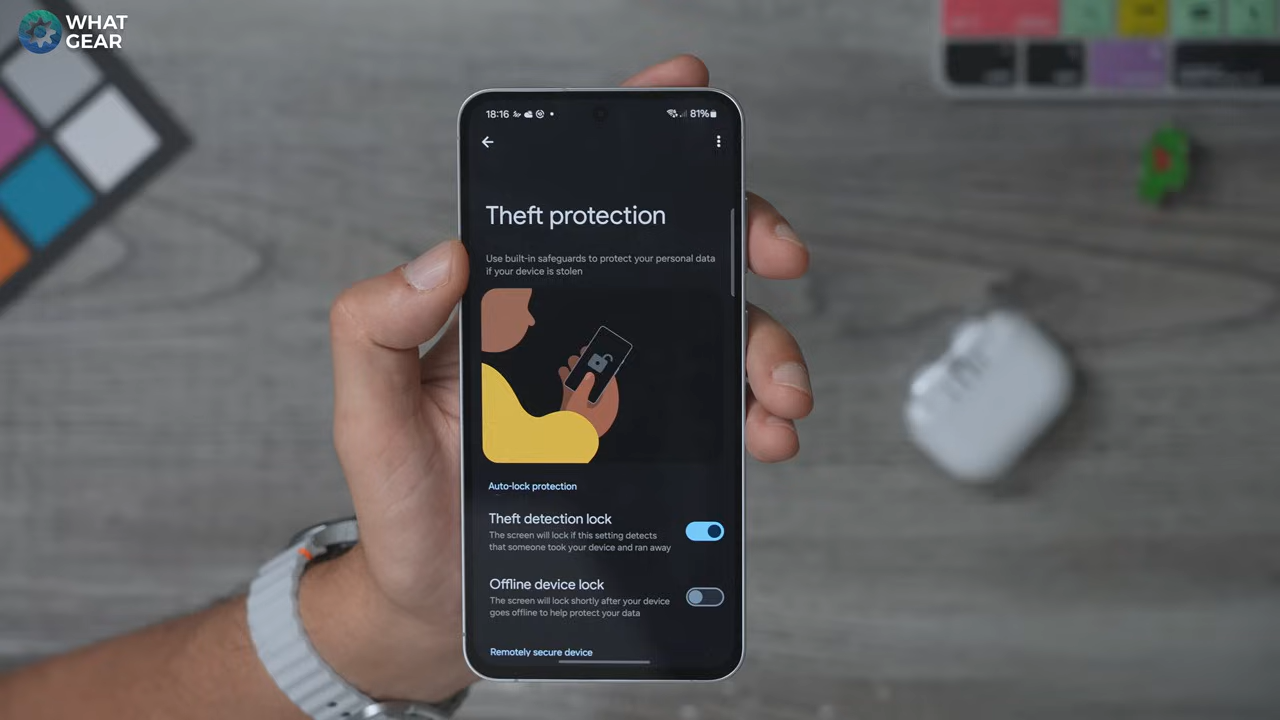 WHAT
GEAR
18:16
81%
Theft protection
Use built-in safeguards to protect your personal data
if your device is stolen
Auto-lock protection
Theft detection lock
The screen will lock if this setting detects
that someone took your device and ran away
Offline device lock
The screen will lock shortly after your device
goes offline to help protect your data
Remotely secure device